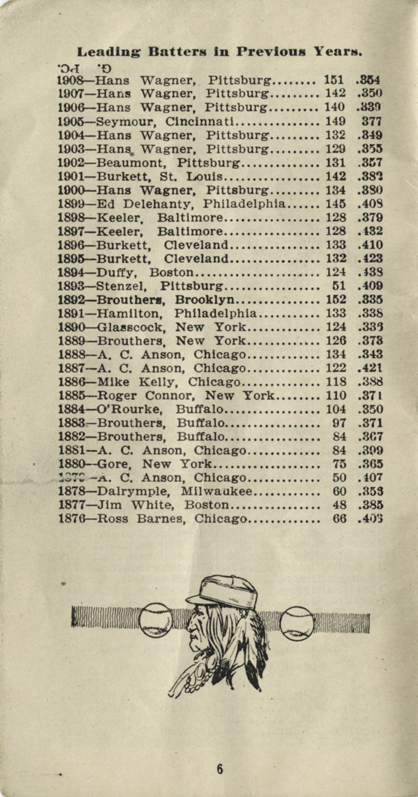 Leading Batters in Previous Years.
G. PC.
1908—Hans Wagner, Pittsburg........ 151 .354
1907—Hans Wagner, Pittsburg........ 142 .350
1906—Hans Wagner, Pittsburg........ 140 .339
1905—Seymour, Cincinnati............ 149 377
1904—Hans Wagner, Pittsburg........ 132 .349
1903—Hans Wagner, Pittsburg........ 129 .355
1902—Beaumont, Pittsburg........... 131 .357
1901—Burkett, St. Louis.............. 142 .382
1900—Hans Wagner, Pittsburg........ 134 .380
1899—Ed Delehanty, Philadelphia..... 145 .408
1898—Keeler, Baltimore.............. 128 .379
1897—Keeler, Baltimore.............. 128 .432
1896—Burkett, Cleveland............. 133 .410
1895—Burkett, Cleveland............. 132 .423
1894—Duffy, Boston.................. 124 .438
1893—Stenzel, Pittsburg............. 51 .409
1892—Brouthers, Brooklyn............ 152 .335
1891—Hamilton, Philadelphia......... 133 .338
1890—Glasscock, New York............ 124 .336
1889—Brouthers, New York............ 126 .373
1888—A. C. Anson, Chicago........... 134 .343
1887—A. C. Anson, Chicago........... 122 .421
1886—Mike Kelly, Chicago............ 118 .388
1885—Roger Connor, New York........ 110 .371
1884—O'Rourke, Buffalo.............. 104 .350
1883—Brouthers, Buffalo............. 97 .371
1882—Brouthers, Buffalo............. 84 .367
1881—A. C. Anson, Chicago........... 84 .399
1880—Gore, New York................. 75 .365
1879—A. C. Anson, Chicago........... 50 .407
1878—Dalrymple, Milwaukee........... 60 .353
1877—Jim White, Boston.............. 48 .385
1876—Ross Barnes, Chicago........... 66 .403
6